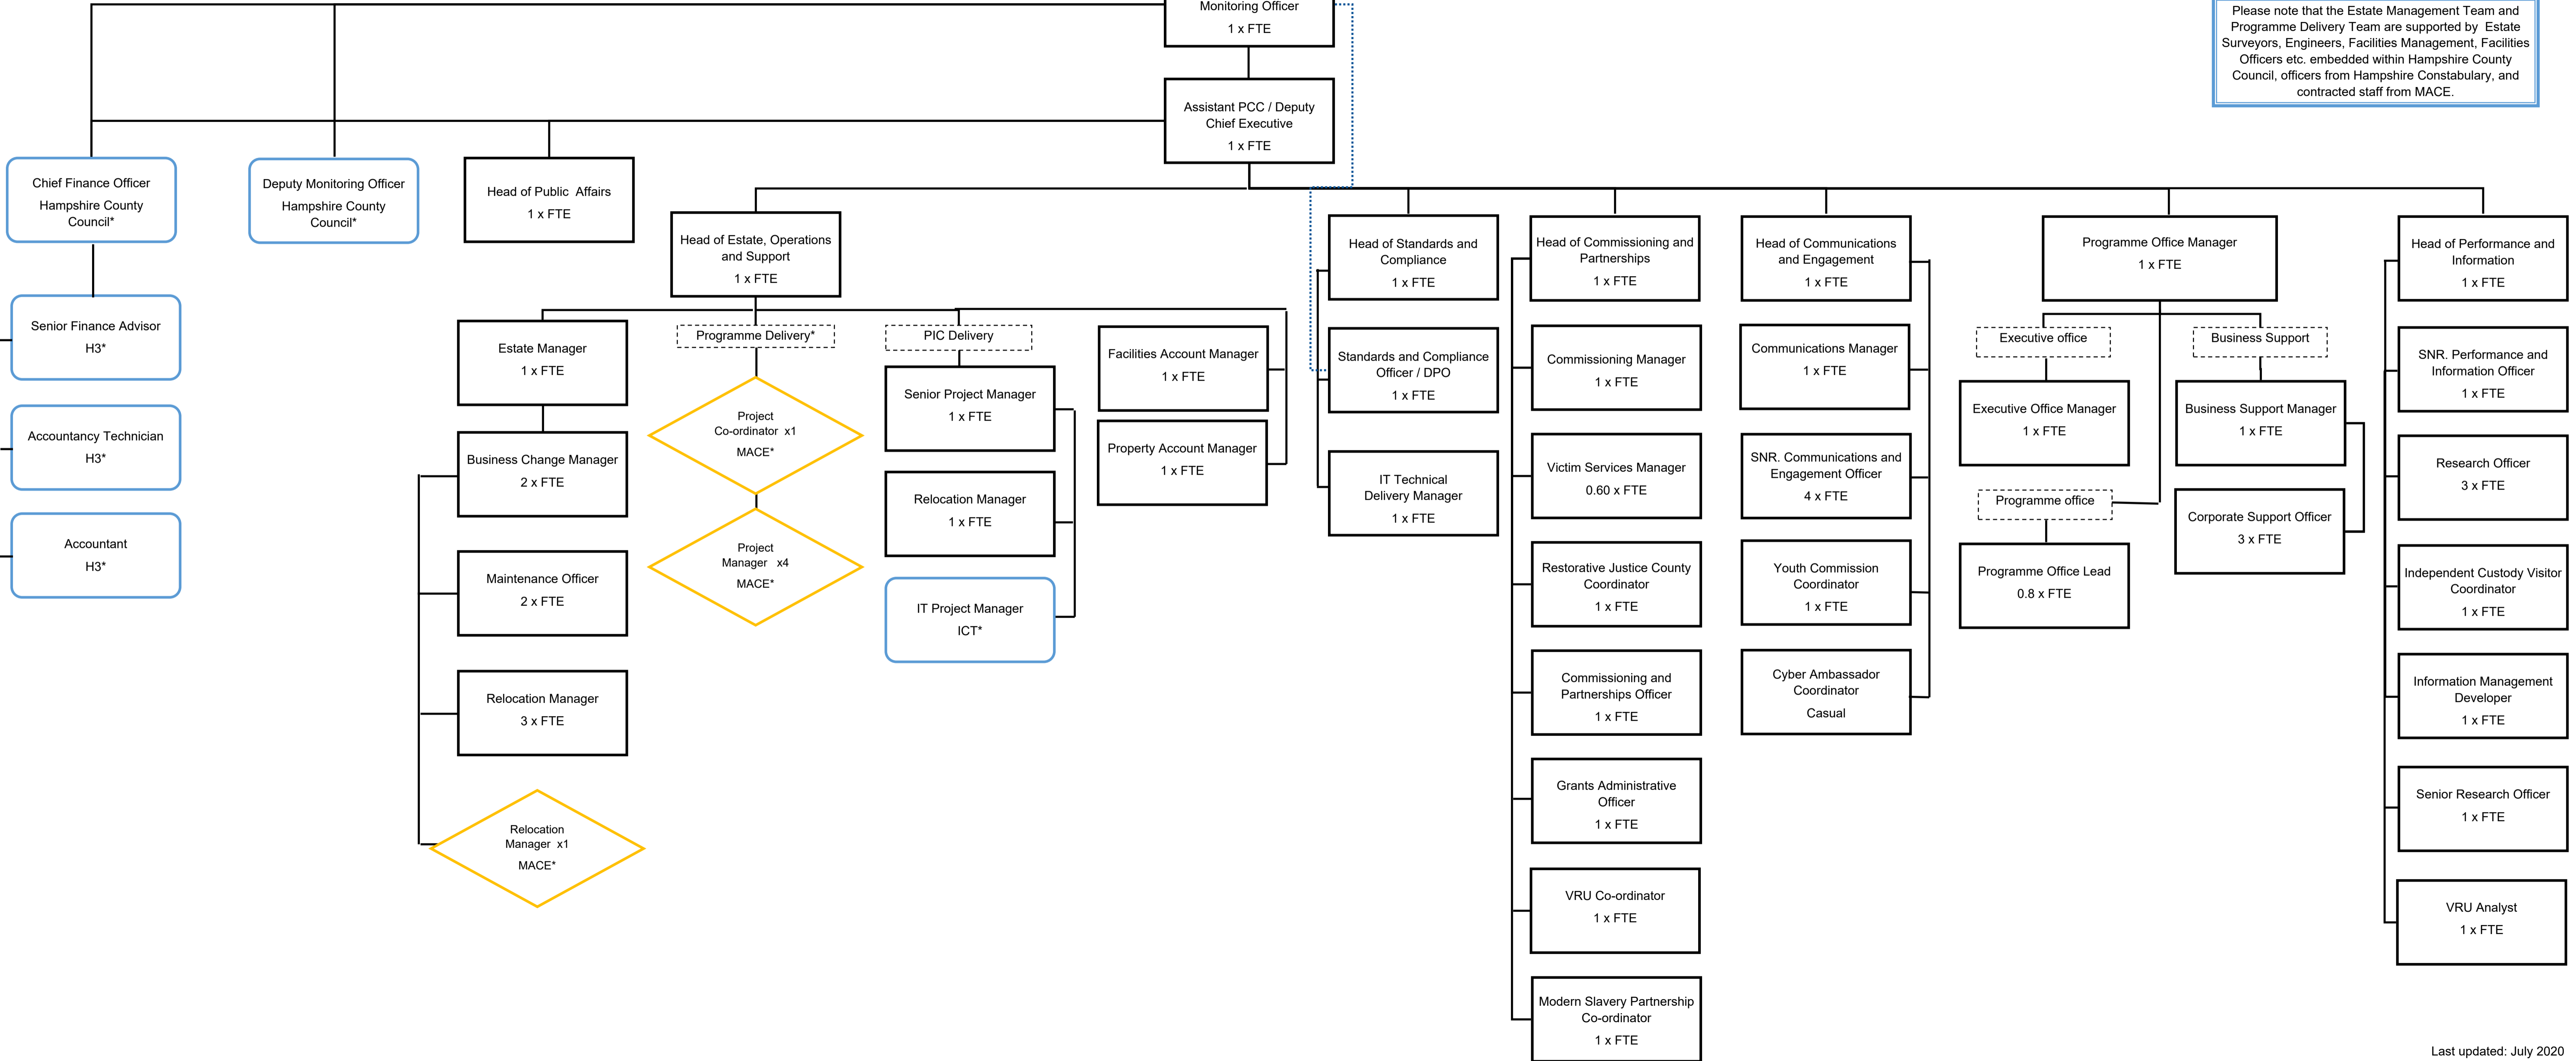 Monitoring Officer
1 x FTE
Please note that the Estate Management Team and
Programme Delivery Team are supported by Estate
Surveyors, Engineers, Facilities Management, Facilities
Officers etc. embedded within Hampshire County
Council, officers from Hampshire Constabulary, and
contracted staff from MACE.
Assistant PCC / Deputy
Chief Executive
1 x FTE
Chief Finance Officer
Hampshire County
Council*
Deputy Monitoring Officer
Hampshire County
Council*
Head of Public Affairs
1 x FTE
Head of Estate, Operations
and Support
1 x FTE
Head of Standards and
Compliance
1 x FTE
Head of Commissioning and
Partnerships
1 x FTE
Head of Communications
and Engagement
1 x FTE
Programme Office Manager
1 x FTE
Head of Performance and
Information
1 x FTE
Senior Finance Advisor
H3*
Accountancy Technician
H3*
Accountant
H3*
Estate Manager
1 x FTE
Business Change Manager
2 x FTE
Maintenance Officer
2 x FTE
Relocation Manager
3 x FTE
Relocation
Manager x1
MACE*
Programme Delivery*
Project
Co-ordinator x1
MACE*
Project
Manager x4
MACE*
PIC Delivery
Senior Project Manager
1 x FTE
Relocation Manager
1 x FTE
IT Project Manager
ICT*
Facilities Account Manager
1 x FTE
Property Account Manager
1 x FTE
Standards and Compliance
Officer / DPO
1 x FTE
IT Technical
Delivery Manager
1 x FTE
Commissioning Manager
1 x FTE
Victim Services Manager
0.60 x FTE
Restorative Justice County
Coordinator
1 x FTE
Commissioning and
Partnerships Officer
1 x FTE
Grants Administrative
Officer
1 x FTE
VRU Co-ordinator
1 x FTE
Modern Slavery Partnership
Co-ordinator
1 x FTE
Communications Manager
1 x FTE
SNR. Communications and
Engagement Officer
4 x FTE
Youth Commission
Coordinator
1 x FTE
Cyber Ambassador
Coordinator
Casual
Executive office
Executive Office Manager
1 x FTE
Programme office
Programme Office Lead
0.8 x FTE
Business Support
Business Support Manager
1 x FTE
Corporate Support Officer
3 x FTE
SNR. Performance and
Information Officer
1 x FTE
Research Officer
3 x FTE
Independent Custody Visitor
Coordinator
1 x FTE
Information Management
Developer
1 x FTE
Senior Research Officer
1 x FTE
VRU Analyst
1 x FTE
Last updated: July 2020